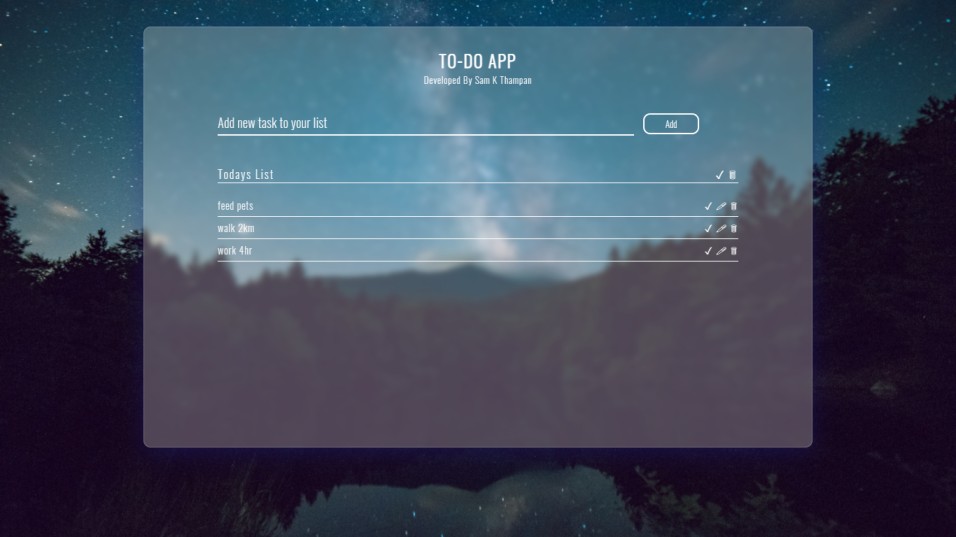 TO-DO APP
Developed By Sam K Thampan
Add new task to your list
Add
Todays List
feed pets
walk 2km
work 4hr